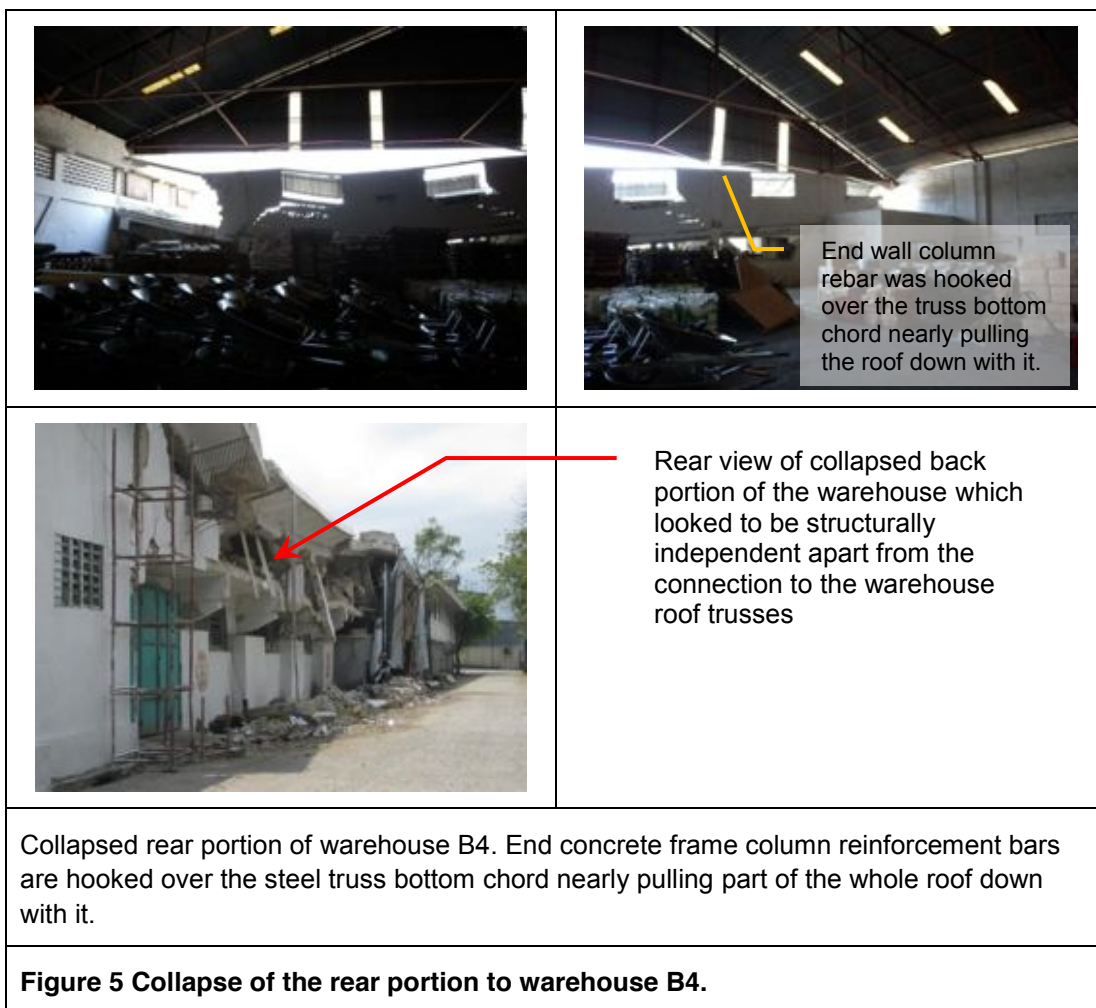 End wall column
rebar was hooked
over the truss bottom
chord nearly pulling
the roof down with it.
Rear view of collapsed back
portion of the warehouse which
looked to be structurally
independent apart from the
connection to the warehouse
roof trusses
Collapsed rear portion of warehouse B4. End concrete frame column reinforcement bars
are hooked over the steel truss bottom chord nearly pulling part of the whole roof down
with it.
Figure 5 Collapse of the rear portion to warehouse B4.